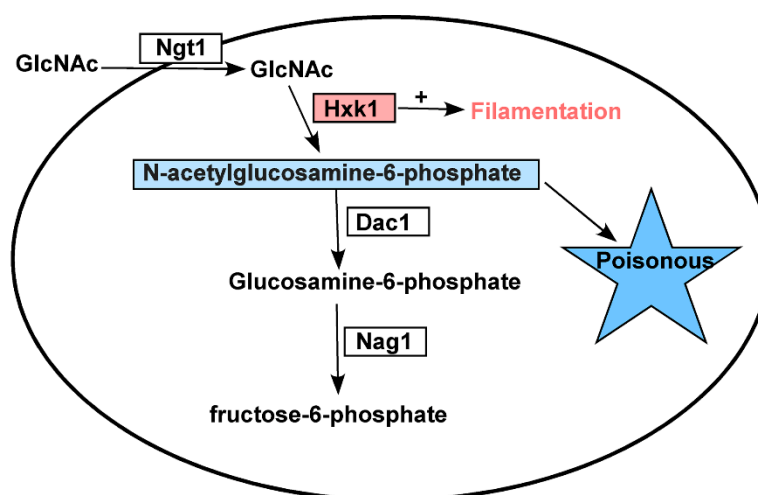 Ngt1
GlcNAc
GlcNAc
Hxk1
+
Filamentation
N-acetylglucosamine-6-phosphate
Dac1
Poisonous
Glucosamine-6-phosphate
Nag1
fructose-6-phosphate